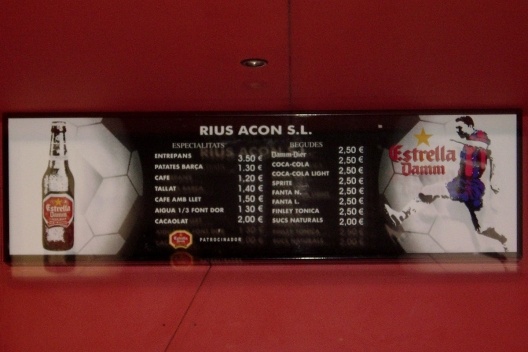 RIUS ACON S.L.
ESPECIALITATS
ENTREPANS 3.50 €
PATATES BARCA 1.30 €
CAFE 1,20 €
TALLAT 1,40 €
CAFE AMB LLET 1,50 €
AIGUA 1/3 FONT DOR 1 30 €
CACAOLAT 2,00 €
BEGUDES
Damm-Bier 2,50 €
COCA-COLA 2,50 €
COCA-COLA LIGHT 2,50 €
SPRITE 2,50 €
FANTA N. 2,50 €
FANTA L. 2,50 €
FINLEY TONICA 2,50 €
SUCS NATURALS 2,00 €
PATROCINADOR
Estrella
Damm
Estrella
Damm